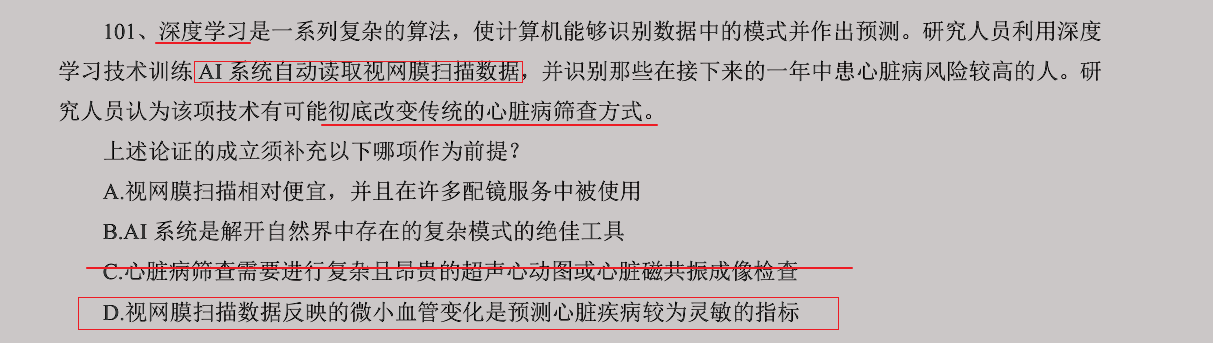 101、深度学习是一系列复杂的算法，使计算机能够识别数据中的模式并作出预测。研究人员利用深度
学习技术训练 AI 系统自动读取视网膜扫描数据，并识别那些在接下来的一年中患心脏病风险较高的人。研
究人员认为该项技术有可能彻底改变传统的心脏病筛查方式。
上述论证的成立须补充以下哪项作为前提？
A.视网膜扫描相对便宜，并且在许多配镜服务中被使用
B.AI 系统是解开自然界中存在的复杂模式的绝佳工具
C.心脏病筛查需要进行复杂且昂贵的超声心动图或心脏磁共振成像检查
D.视网膜扫描数据反映的微小血管变化是预测心脏疾病较为灵敏的指标